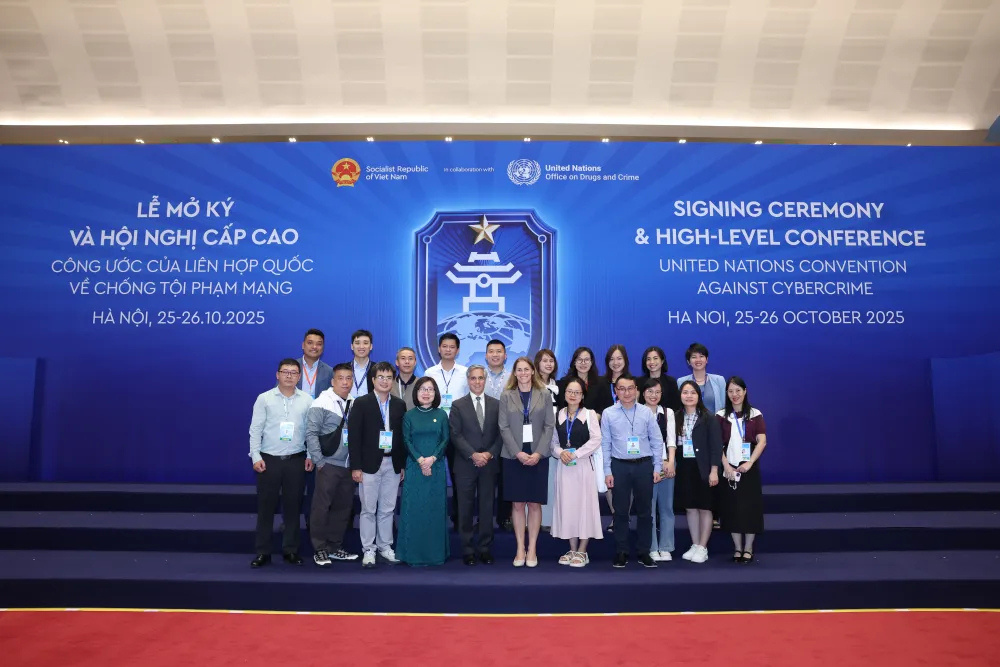 Socialist Republic
of Viet Nam
in collaboration with
United Nations
Office on Drugs and Crime
LỄ MỞ KÝ
VÀ HỘI NGHỊ CẤP CAO
CÔNG ƯỚC CỦA LIÊN HỢP QUỐC
VỀ CHỐNG TỘI PHẠM MẠNG
HÀ NỘI, 25-26.10.2025
SIGNING CEREMONY
& HIGH-LEVEL CONFERENCE
UNITED NATIONS CONVENTION
AGAINST CYBERCRIME
HA NOI, 25-26 OCTOBER 2025